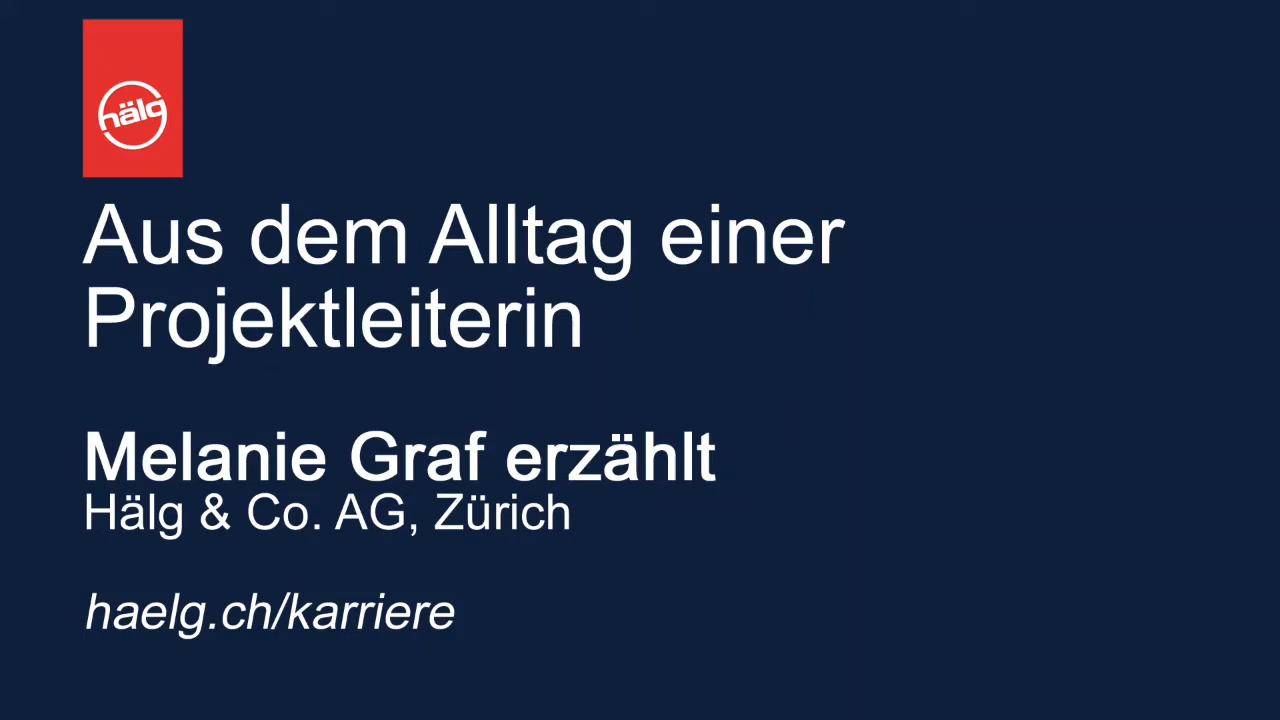 hälg
Aus dem Alltag einer
Projektleiterin
Melanie Graf erzählt
Hälg & Co. AG, Zürich
haelg.ch/karriere